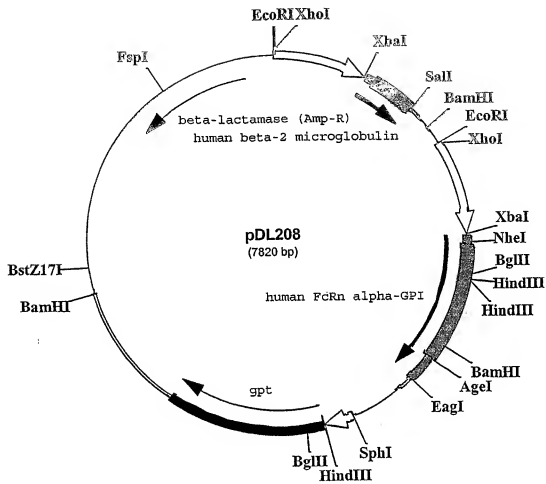 EcoRI XhoI
XbaI
FspI
SalI
BamHI
beta-lactamase (Amp-R)
EcoRI
human beta-2 microglobulin
XhoI
XbaI
pDL208
NheI
(7820 bp)
BglII
BstZ17I
HindIII
human FcRn alpha-GPI
HindIII
BamHI
BamHI
AgeI
gpt
EagI
SphI
BglII
HindIII